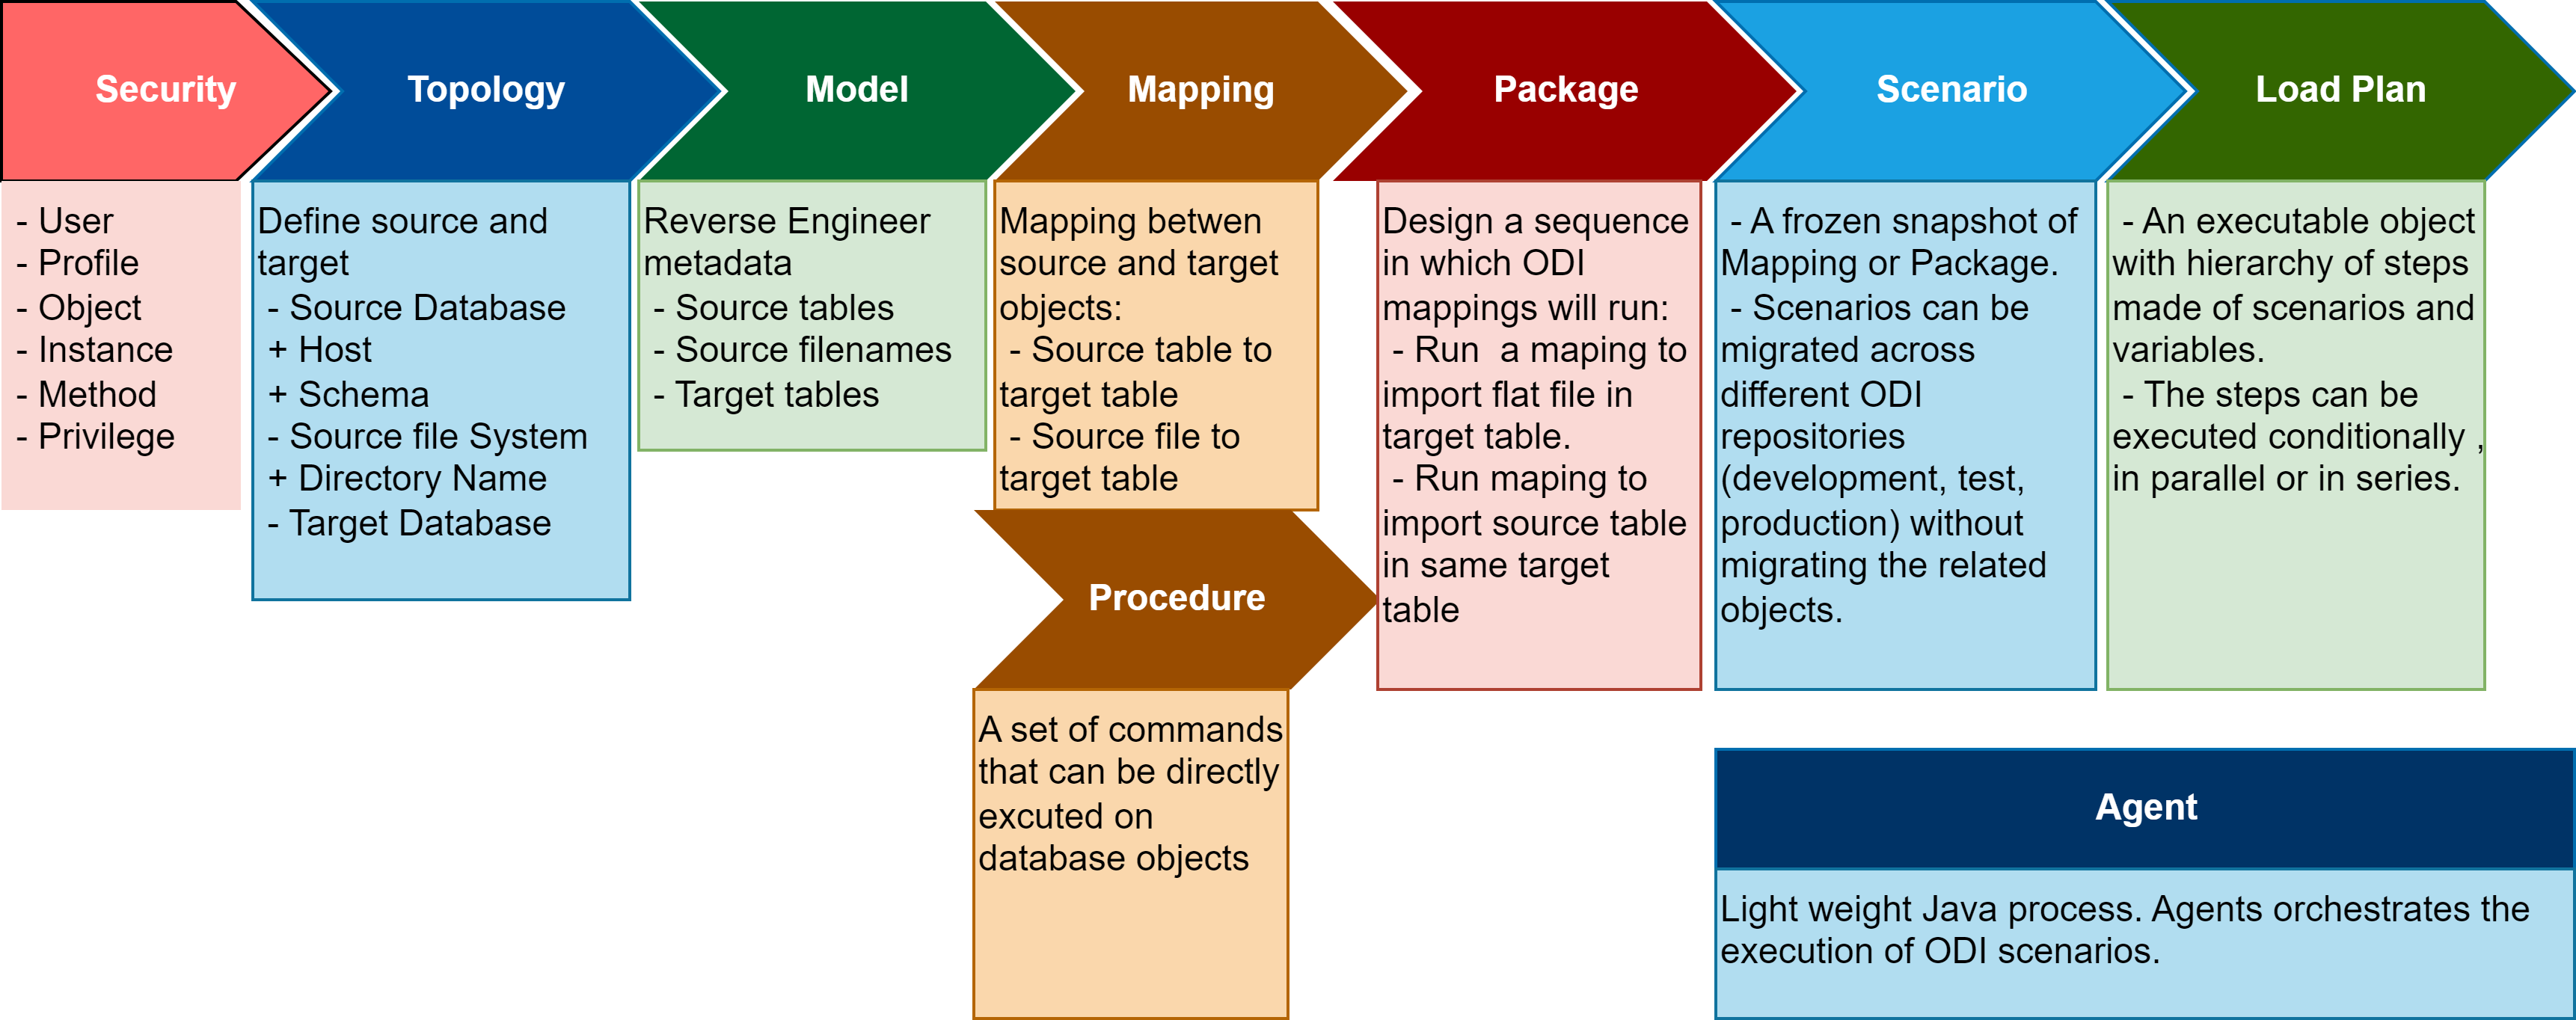 Security
Topology
Model
Mapping
Package
Scenario
Load Plan
- User
- Profile
- Object
- Instance
- Method
- Privilege
Define source and
target
- Source Database
+ Host
+ Schema
- Source file System
+ Directory Name
- Target Database
Reverse Engineer
metadata
- Source tables
- Source filenames
- Target tables
Mapping betwen
source and target
objects:
- Source table to
target table
- Source file to
target table
Procedure
A set of commands
that can be directly
excuted on
database objects
Design a sequence
in which ODI
mappings will run:
- Run  a maping to
import flat file in
target table.
- Run maping to
import source table
in same target
table
- A frozen snapshot of
Mapping or Package.
- Scenarios can be
migrated across
different ODI
repositories
(development, test,
production) without
migrating the related
objects.
- An executable object
with hierarchy of steps
made of scenarios and
variables.
- The steps can be
executed conditionally ,
in parallel or in series.
Agent
Light weight Java process. Agents orchestrates the
execution of ODI scenarios.